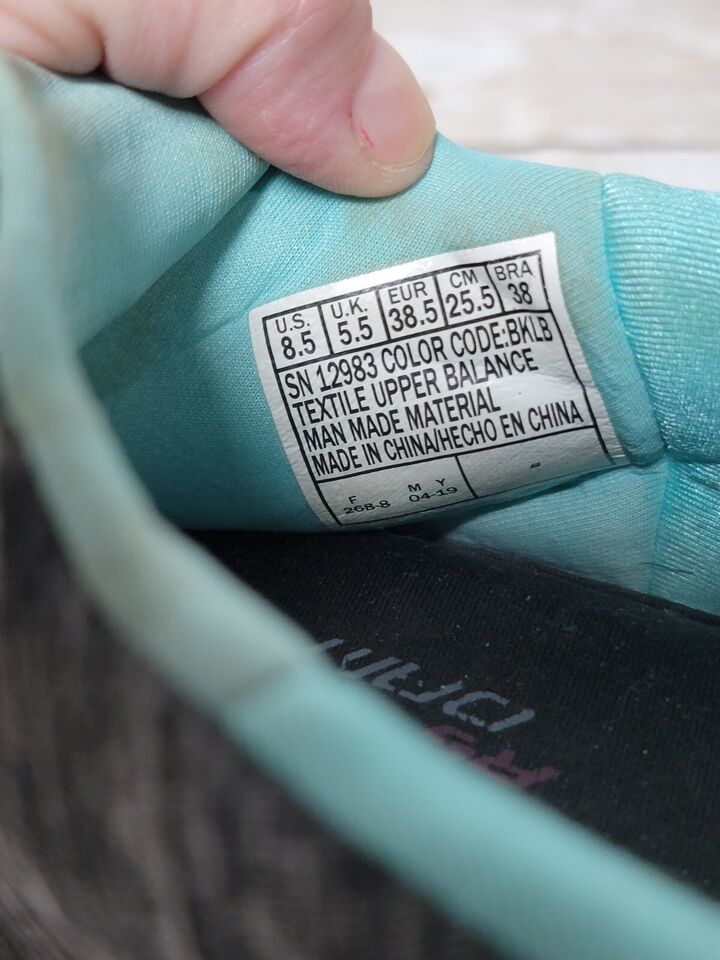 U.S. U.K. EUR CM BRA
8.5 5.5 38.5 25.5 38
SN 12983 COLOR CODE:BKLB
TEXTILE UPPER BALANCE
MAN MADE MATERIAL
MADE IN CHINA/HECHO EN CHINA
F M Y
268-8 04-19